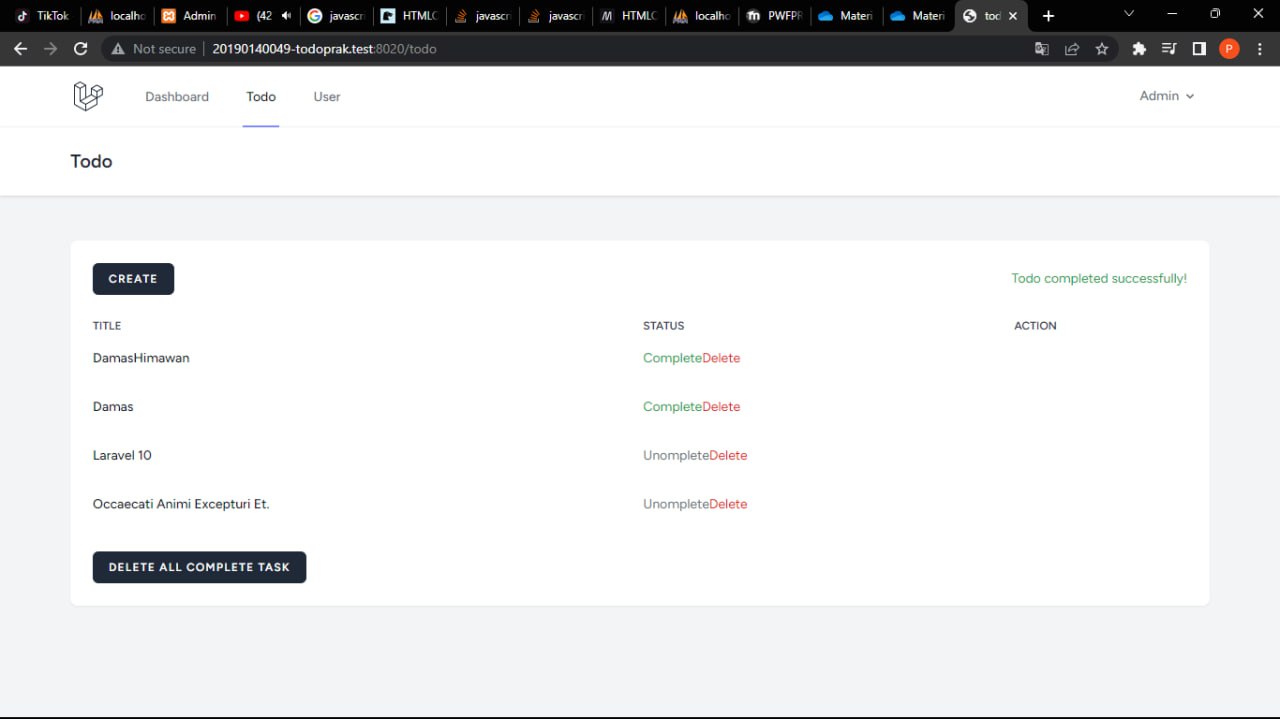 TikTok localho Admin (42 javascr HTMLC javascr javascr HTMLC localho PWFPR Materi Materi tod
Not secure 20190140049-todoprak.test:8020/todo P
Dashboard Todo User Admin
Todo
CREATE Todo completed successfully!
TITLE STATUS ACTION
DamasHimawan CompleteDelete
Damas CompleteDelete
Laravel 10 UnompleteDelete
Occaecati Animi Excepturi Et. UnompleteDelete
DELETE ALL COMPLETE TASK